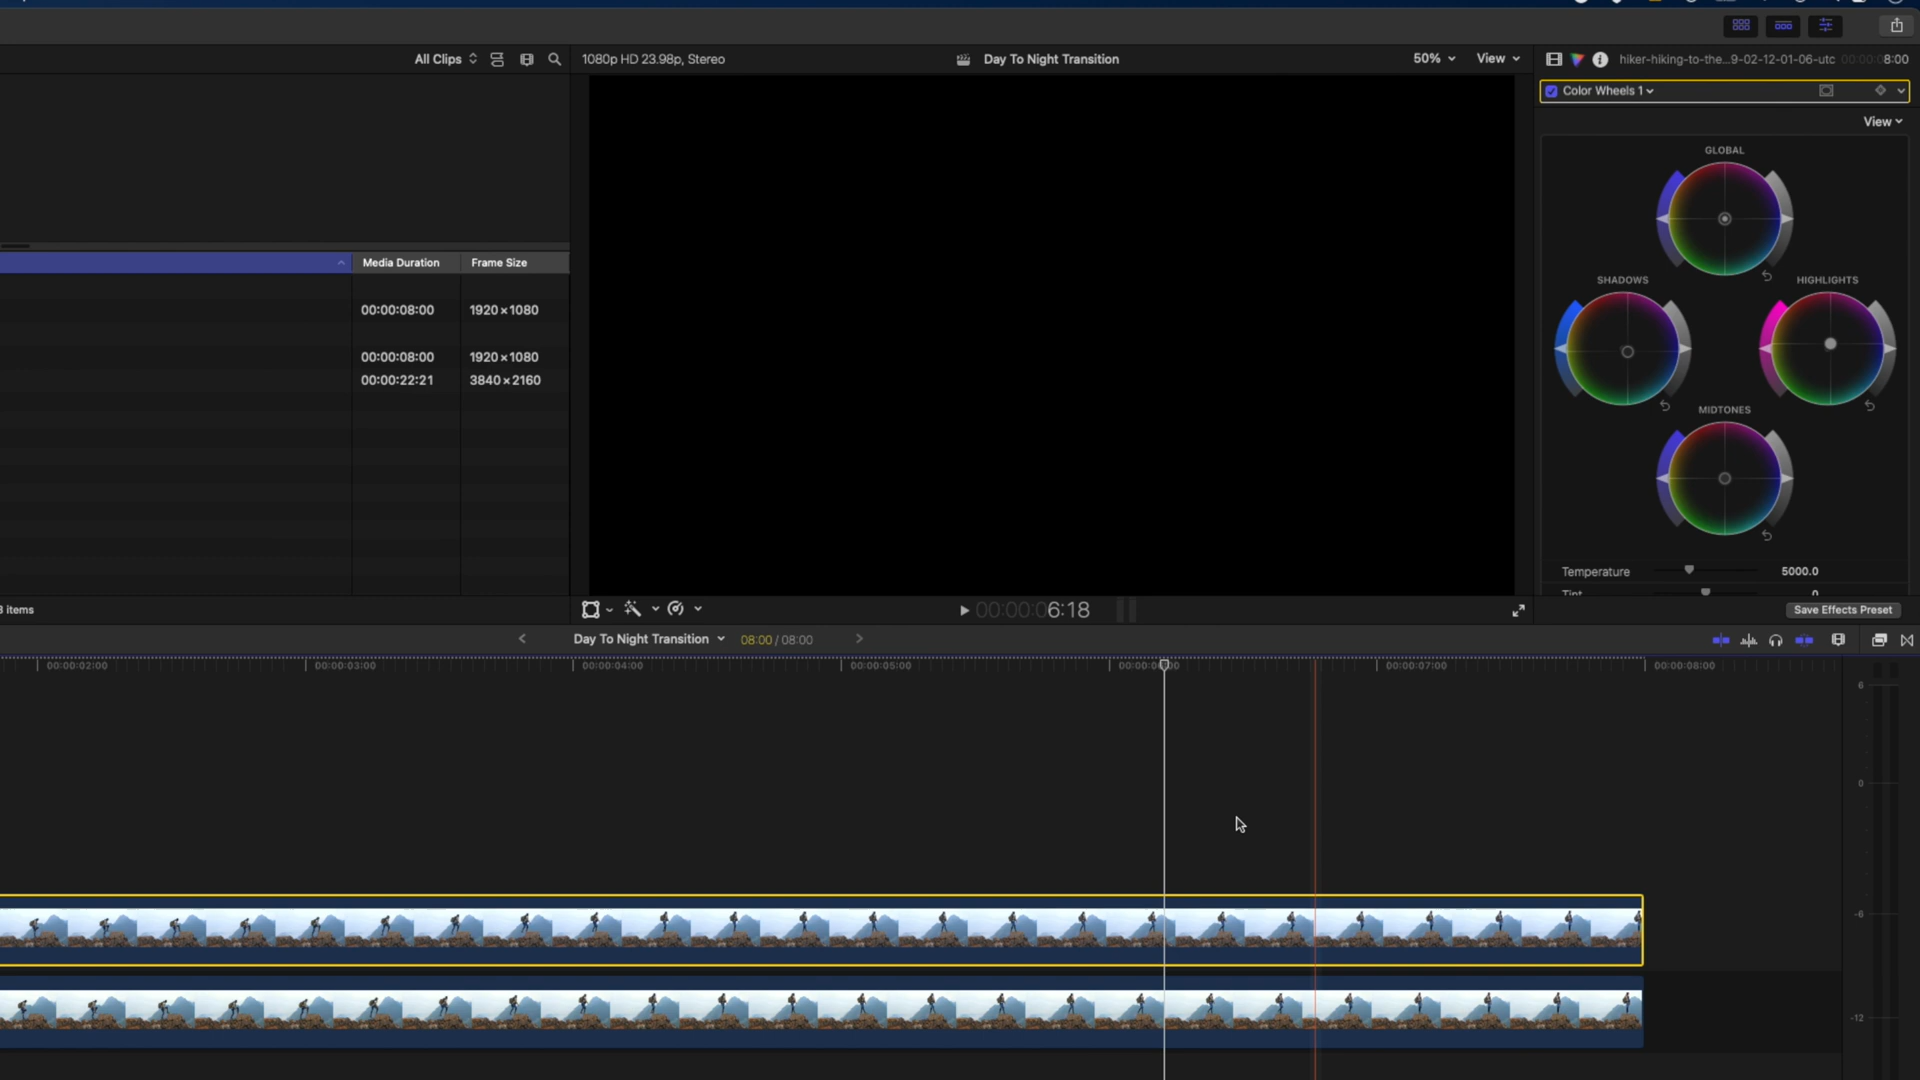 All Clips
1080p HD 23.98p, Stereo
Day To Night Transition
50%
View
hiker-hiking-to-the...9-02-12-01-06-utc
00:00:08:00
Color Wheels 1
View
GLOBAL
SHADOWS
HIGHLIGHTS
MIDTONES
Temperature 5000.0
Tint 0
Save Effects Preset
Media Duration Frame Size
00:00:08:00 1920×1080
00:00:08:00 1920×1080
00:00:22:21 3840×2160
3 items
00:00:06:18
Day To Night Transition 08:00 / 08:00
00:00:02:00 00:00:03:00 00:00:04:00 00:00:05:00 00:00:06:00 00:00:07:00 00:00:08:00
6
0
-6
-12